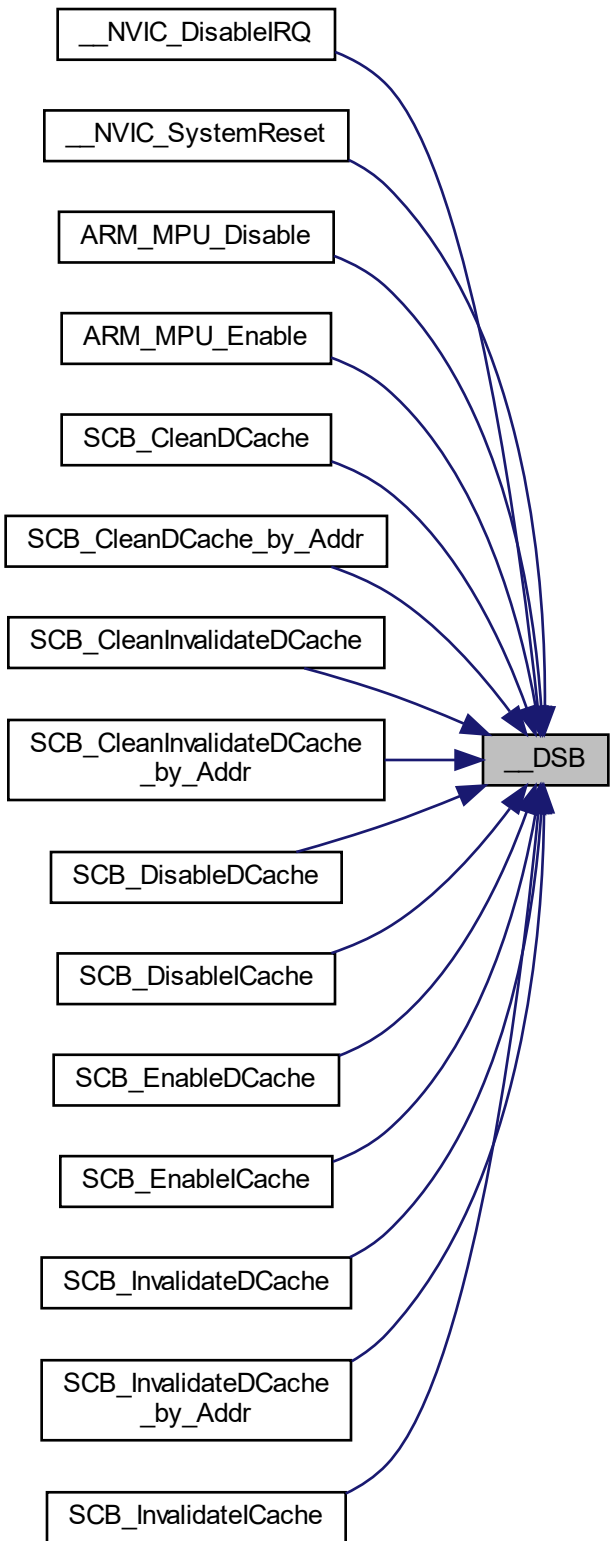 __NVIC_DisableIRQ
__NVIC_SystemReset
ARM_MPU_Disable
ARM_MPU_Enable
SCB_CleanDCache
SCB_CleanDCache_by_Addr
SCB_CleanInvalidateDCache
SCB_CleanInvalidateDCache
_by_Addr
__DSB
SCB_DisableDCache
SCB_DisableICache
SCB_EnableDCache
SCB_EnableICache
SCB_InvalidateDCache
SCB_InvalidateDCache
_by_Addr
SCB_InvalidateICache